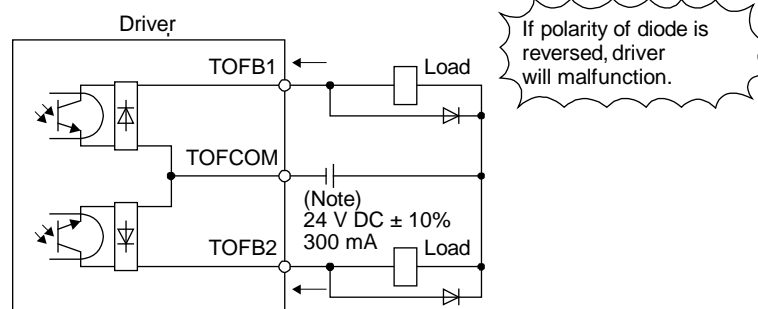 Driver
TOFB1
Load
If polarity of diode is
reversed, driver
will malfunction.
TOFCOM
(Note)
24 V DC ± 10%
300 mA
TOFB2
Load